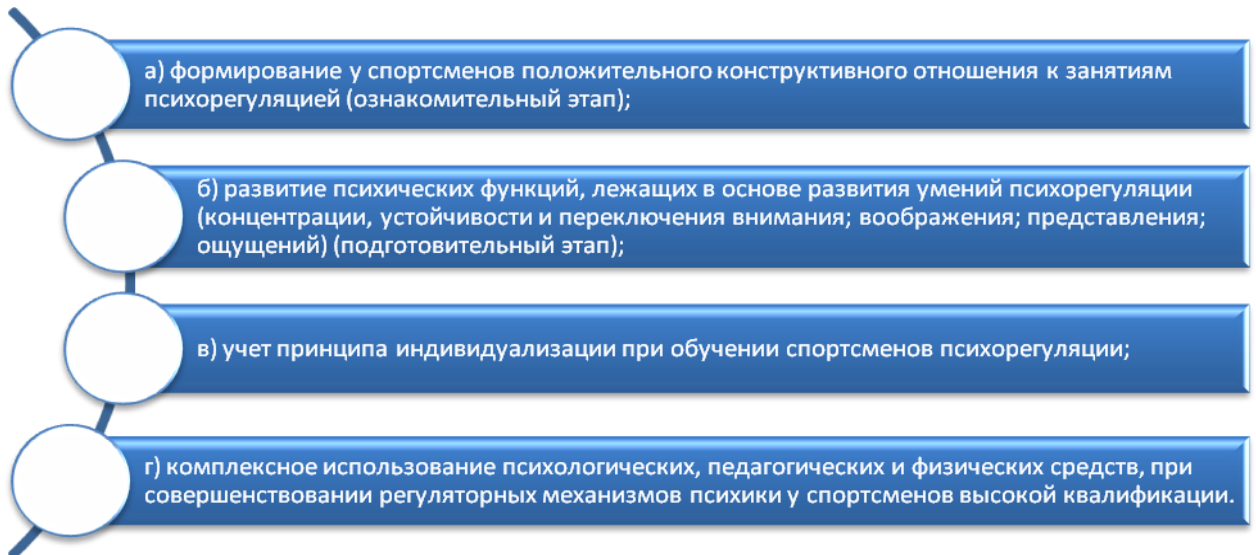 а) формирование у спортсменов положительного конструктивного отношения к занятиям
психорегуляцией (ознакомительный этап);
б) развитие психических функций, лежащих в основе развития умений психорегуляции
(концентрации, устойчивости и переключения внимания; воображения; представления;
ощущений) (подготовительный этап);
в) учет принципа индивидуализации при обучении спортсменов психорегуляции;
г) комплексное использование психологических, педагогических и физических средств, при
совершенствовании регуляторных механизмов психики у спортсменов высокой квалификации.